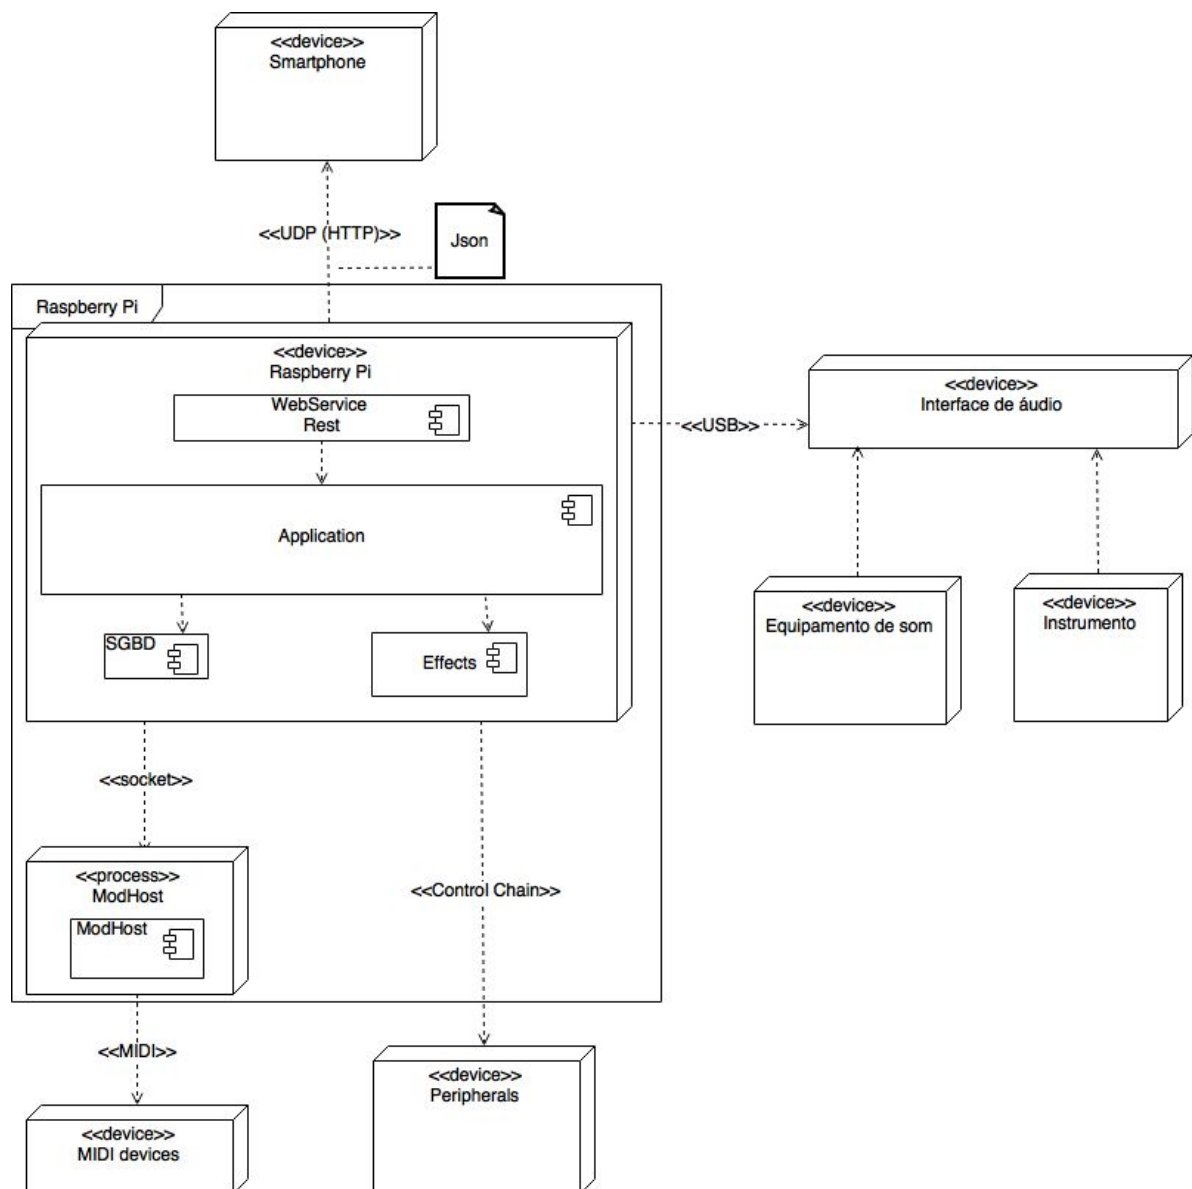 <<device>>
Smartphone
<<UDP (HTTP)>>
Json
Raspberry Pi
<<device>>
Raspberry Pi
WebService
Rest
Application
SGBD
Effects
<<USB>>
<<device>>
Interface de áudio
<<device>>
Equipamento de som
<<device>>
Instrumento
<<socket>>
<<process>>
ModHost
ModHost
<<Control Chain>>
<<MIDI>>
<<device>>
MIDI devices
<<device>>
Peripherals